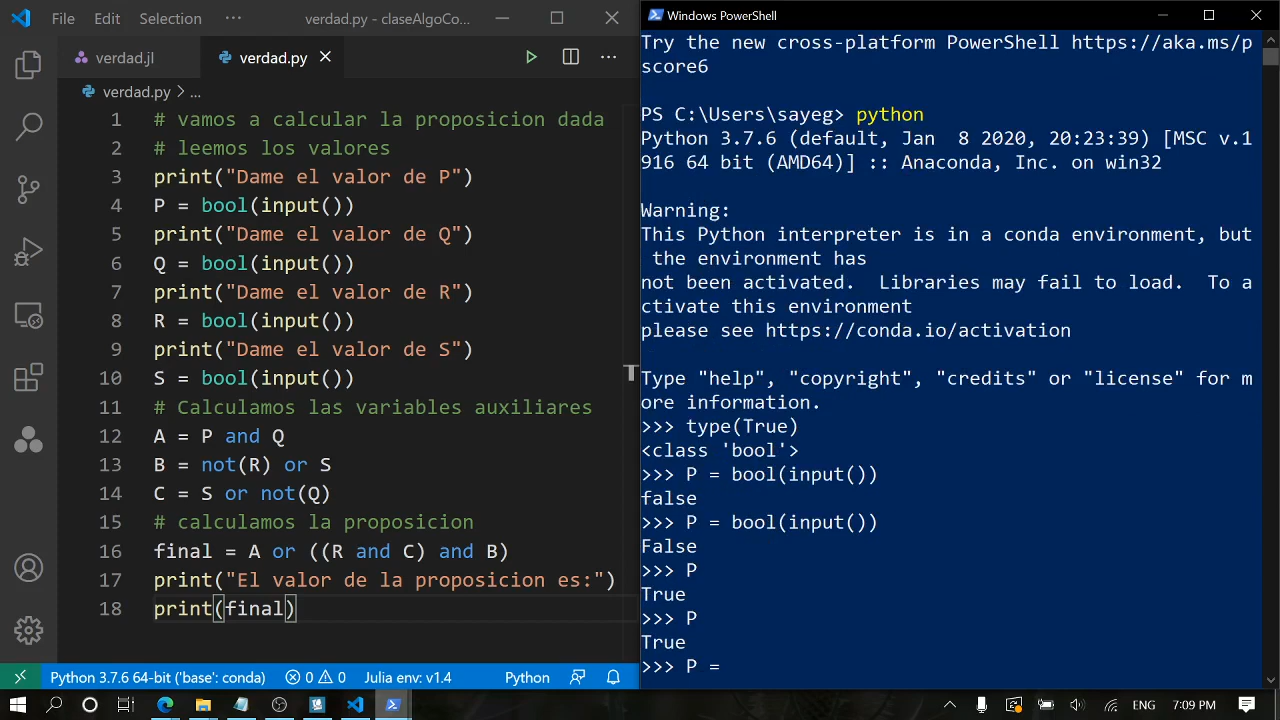 File Edit Selection ··· verdad.py - claseAlgoCo...
verdad.jl verdad.py
verdad.py > ...
1 # vamos a calcular la proposicion dada
2 # leemos los valores
3 print("Dame el valor de P")
4 P = bool(input())
5 print("Dame el valor de Q")
6 Q = bool(input())
7 print("Dame el valor de R")
8 R = bool(input())
9 print("Dame el valor de S")
10 S = bool(input())
11 # Calculamos las variables auxiliares
12 A = P and Q
13 B = not(R) or S
14 C = S or not(Q)
15 # calculamos la proposicion
16 final = A or ((R and C) and B)
17 print("El valor de la proposicion es:")
18 print(final)
Python 3.7.6 64-bit ('base': conda) 0 0 Julia env: v1.4 Python
Windows PowerShell
Try the new cross-platform PowerShell https://aka.ms/p
score6
PS C:\Users\sayeg> python
Python 3.7.6 (default, Jan  8 2020, 20:23:39) [MSC v.1
916 64 bit (AMD64)] :: Anaconda, Inc. on win32
Warning:
This Python interpreter is in a conda environment, but
 the environment has
not been activated.  Libraries may fail to load.  To a
ctivate this environment
please see https://conda.io/activation
Type "help", "copyright", "credits" or "license" for m
ore information.
>>> type(True)
<class 'bool'>
>>> P = bool(input())
false
>>> P = bool(input())
False
>>> P
True
>>> P
True
>>> P =
ENG 7:09 PM